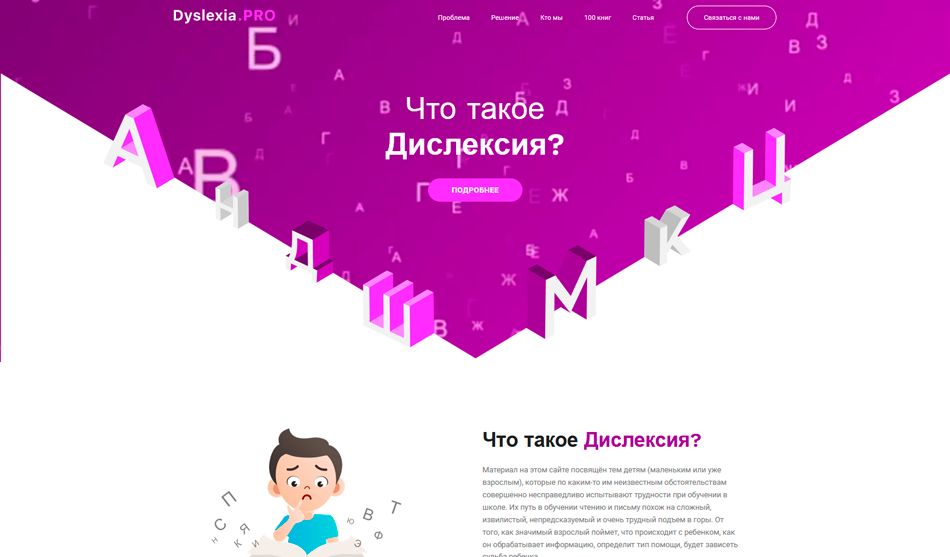 Dyslexia.PRO
Проблема
Решение
Кто мы
100 книг
Статья
Связаться с нами
Что такое
Дислексия?
ПОДРОБНЕЕ
А
В
Н
Д
Ш
М
К
Ц
Что такое Дислексия?
Материал на этом сайте посвящён тем детям (маленьким или уже
взрослым), которые по каким-то им неизвестным обстоятельствам
совершенно несправедливо испытывают трудности при обучении в
школе. Их путь в обучении чтению и письму похож на сложный,
извилистый, непредсказуемый и очень трудный подъем в горы. От
того, как значимый взрослый поймет, что происходит с ребенком, как
он обрабатывает информацию, определит тип помощи, будет зависеть
судьба ребенка
П
С
Я
Н
К
И
Ю
В
Т
Э
Ф